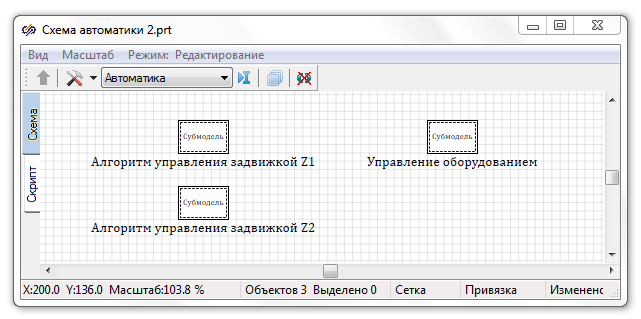 Схема автоматики 2.prt
Вид Масштаб Режим: Редактирование
Автоматика
Схема
Скрипт
Субмодель Субмодель
Алгоритм управления задвижкой Z1 Управление оборудованием
Субмодель
Алгоритм управления задвижкой Z2
X:200.0 Y:136.0 Масштаб:103.8 % Объектов 3 Выделено 0 Сетка Привязка Изменено